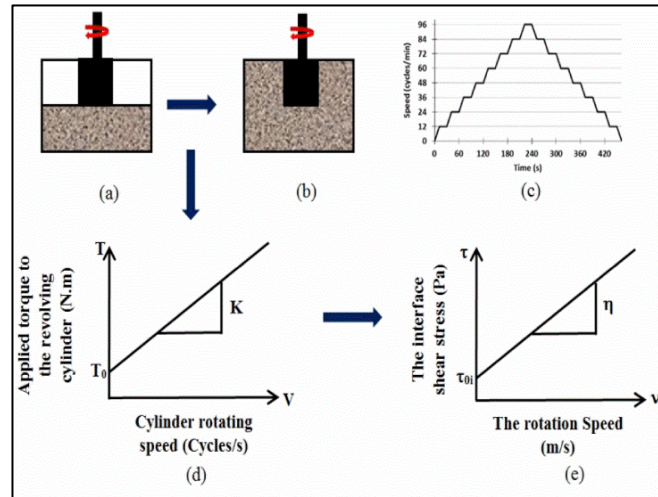 (a)
(b)
Speed (cycles/min)
96
84
72
60
48
36
24
12
0
0 60 120 180 240 300 360 420
Time (s)
(c)
Applied torque to
the revolving
cylinder (N.m)
T
K
T₀
V
Cylinder rotating
speed (Cycles/s)
(d)
The interface
shear stress (Pa)
τ
η
τ₀ᵢ
v
The rotation Speed
(m/s)
(e)